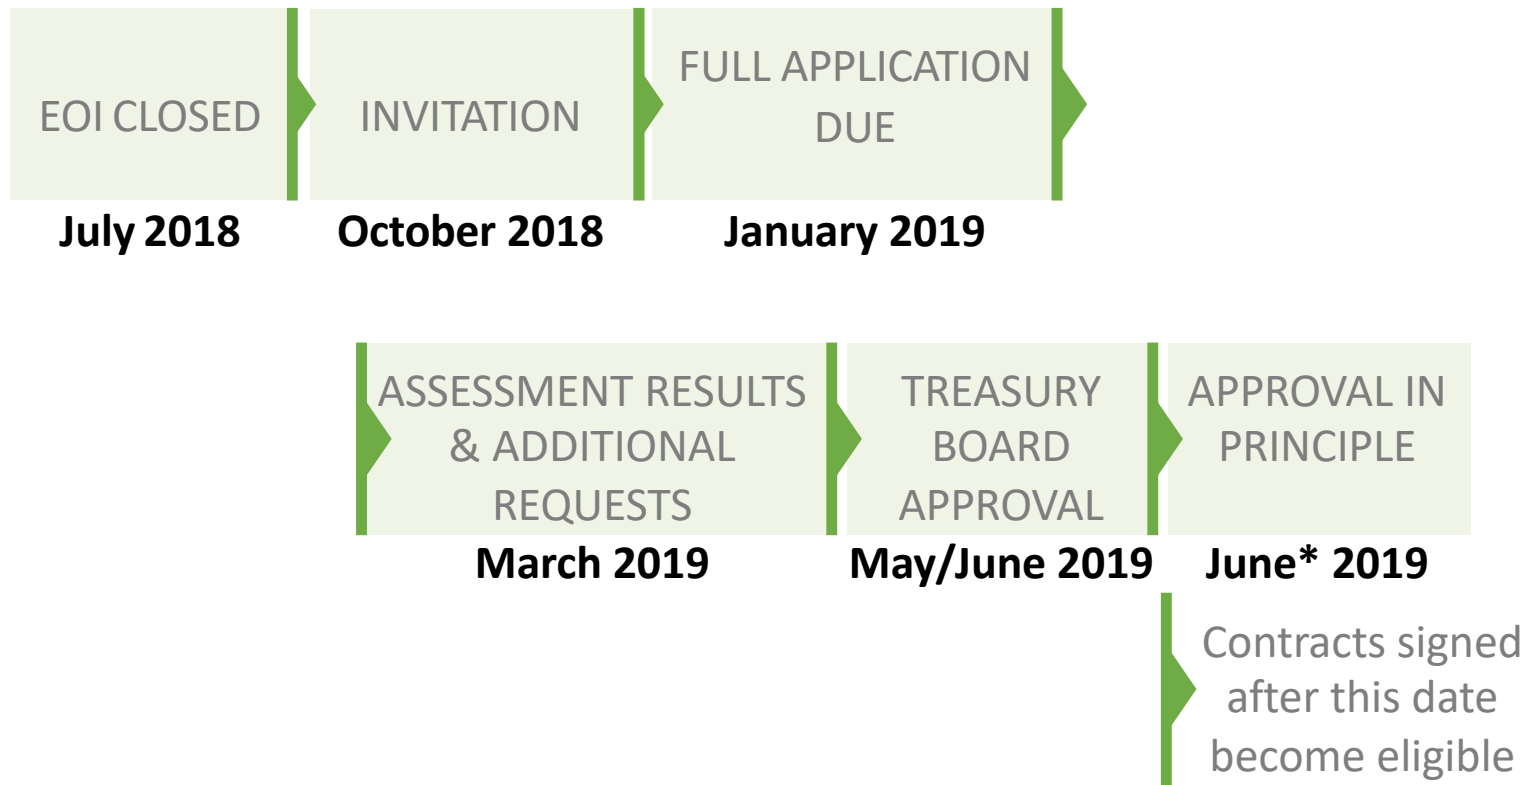 EOI CLOSED
July 2018
INVITATION
October 2018
FULL APPLICATION
DUE
January 2019
ASSESSMENT RESULTS
& ADDITIONAL
REQUESTS
March 2019
TREASURY
BOARD
APPROVAL
May/June 2019
APPROVAL IN
PRINCIPLE
June* 2019
Contracts signed
after this date
become eligible